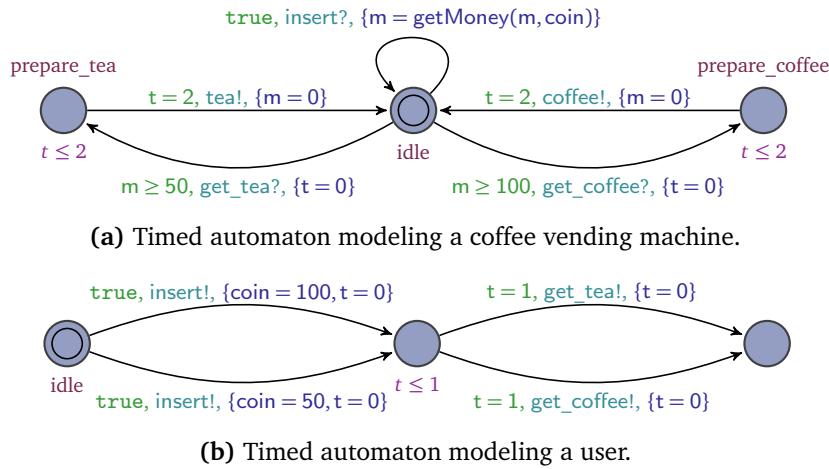 true, insert?, {m = getMoney(m, coin)}
prepare_tea
prepare_coffee
t = 2, tea!, {m = 0}
t = 2, coffee!, {m = 0}
t ≤ 2
idle
t ≤ 2
m ≥ 50, get_tea?, {t = 0}
m ≥ 100, get_coffee?, {t = 0}
(a) Timed automaton modeling a coffee vending machine.
true, insert!, {coin = 100, t = 0}
t = 1, get_tea!, {t = 0}
idle
t ≤ 1
true, insert!, {coin = 50, t = 0}
t = 1, get_coffee!, {t = 0}
(b) Timed automaton modeling a user.